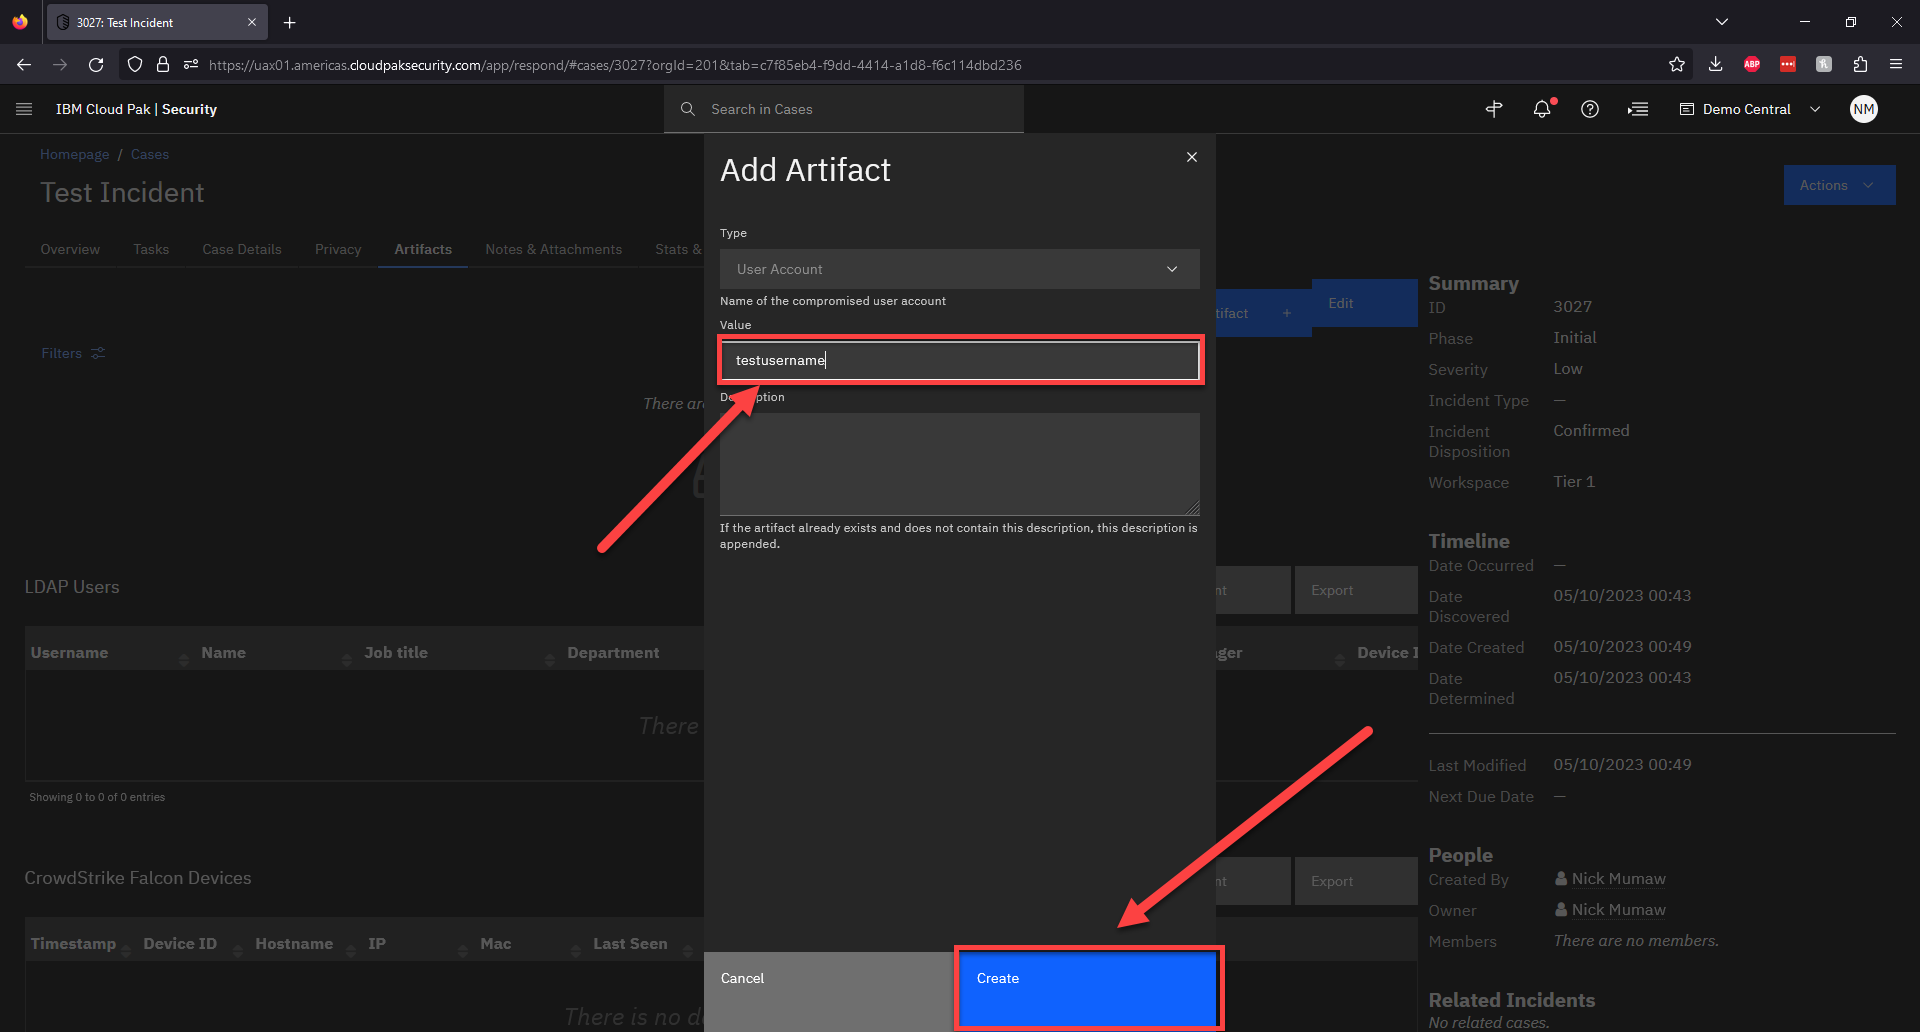 3027: Test Incident
https://uax01.americas.cloudpaksecurity.com/app/respond/#cases/3027?orgId=201&tab=c7f85eb4-f9dd-4414-a1d8-f6c114dbd236
ABP
IBM Cloud Pak | Security
Search in Cases
Demo Central
NM
Homepage / Cases
Test Incident
Actions
Overview
Tasks
Case Details
Privacy
Artifacts
Notes & Attachments
Stats &
Add Artifact
Type
User Account
Name of the compromised user account
Value
testusername
Description
If the artifact already exists and does not contain this description, this description is
appended.
Cancel
Create
Edit
Filters
There
LDAP Users
Export
Username
Name
Job title
Department
Device
There
Showing 0 to 0 of 0 entries
CrowdStrike Falcon Devices
Export
Timestamp
Device ID
Hostname
IP
Mac
Last Seen
There is no
Summary
ID 3027
Phase Initial
Severity Low
Incident Type —
Incident Disposition Confirmed
Workspace Tier 1
Timeline
Date Occurred —
Date Discovered 05/10/2023 00:43
Date Created 05/10/2023 00:49
Date Determined 05/10/2023 00:43
Last Modified 05/10/2023 00:49
Next Due Date —
People
Created By Nick Mumaw
Owner Nick Mumaw
Members There are no members.
Related Incidents
No related cases.